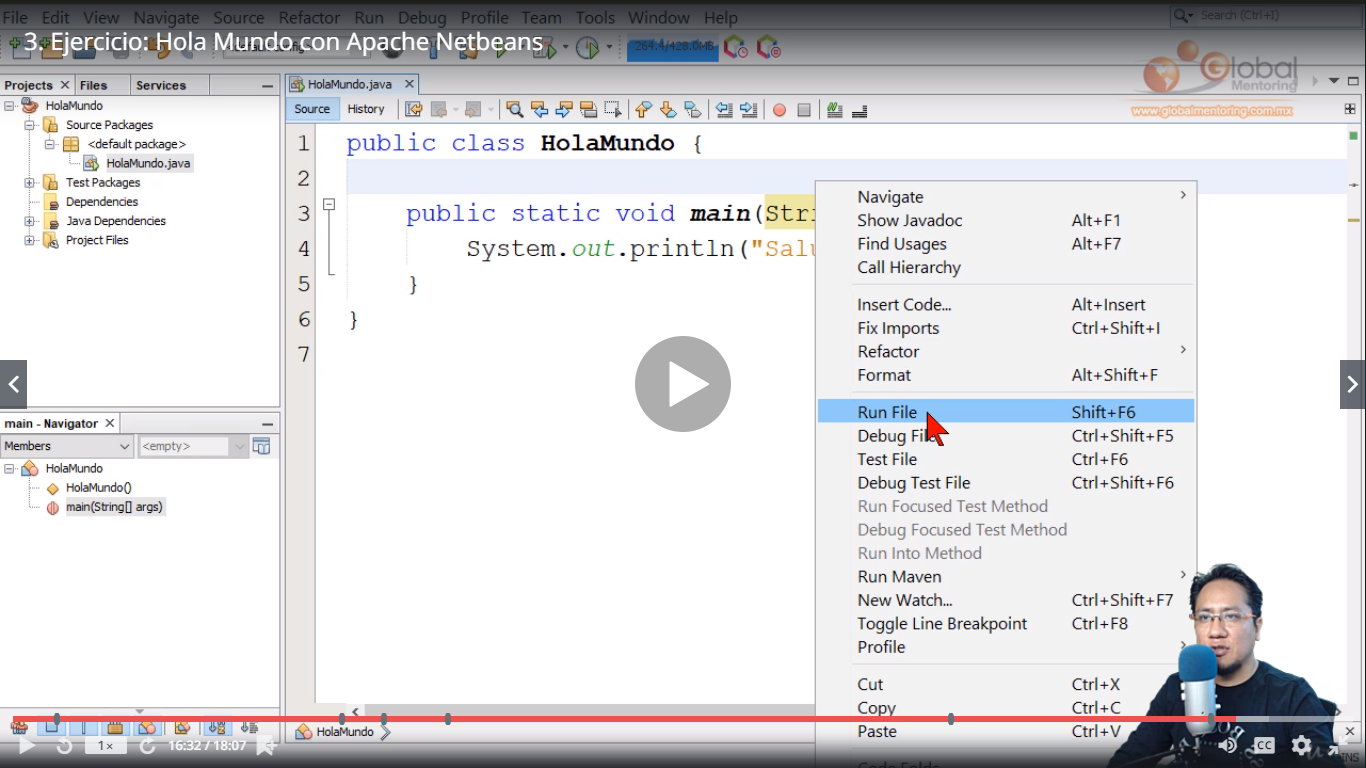 File Edit View Navigate Source Refactor Run Debug Profile Team Tools Window Help
Search (Ctrl+I)
3. Ejercicio: Hola Mundo con Apache Netbeans
264.4/428.0MB
Global
Mentoring
www.globalmentoring.com.mx
Projects Files Services
HolaMundo
Source Packages
<default package>
HolaMundo.java
Test Packages
Dependencies
Java Dependencies
Project Files
HolaMundo.java
Source History
1 public class HolaMundo {
2
3 public static void main(Stri
4 System.out.println("Salu
5 }
6 }
7
Navigate
Show Javadoc Alt+F1
Find Usages Alt+F7
Call Hierarchy
Insert Code... Alt+Insert
Fix Imports Ctrl+Shift+I
Refactor
Format Alt+Shift+F
Run File Shift+F6
Debug File Ctrl+Shift+F5
Test File Ctrl+F6
Debug Test File Ctrl+Shift+F6
Run Focused Test Method
Debug Focused Test Method
Run Into Method
Run Maven
New Watch... Ctrl+Shift+F7
Toggle Line Breakpoint Ctrl+F8
Profile
Cut Ctrl+X
Copy Ctrl+C
Paste Ctrl+V
main - Navigator
Members <empty>
HolaMundo
HolaMundo()
main(String[] args)
HolaMundo
1x 16:32 / 18:07
CC